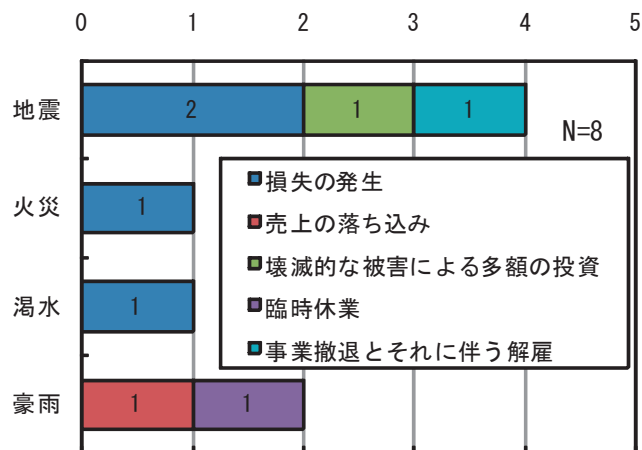 0 1 2 3 4 5
地震 2 1 1
N=8
火災 1
渇水 1
豪雨 1 1
損失の発生
売上の落ち込み
壊滅的な被害による多額の投資
臨時休業
事業撤退とそれに伴う解雇